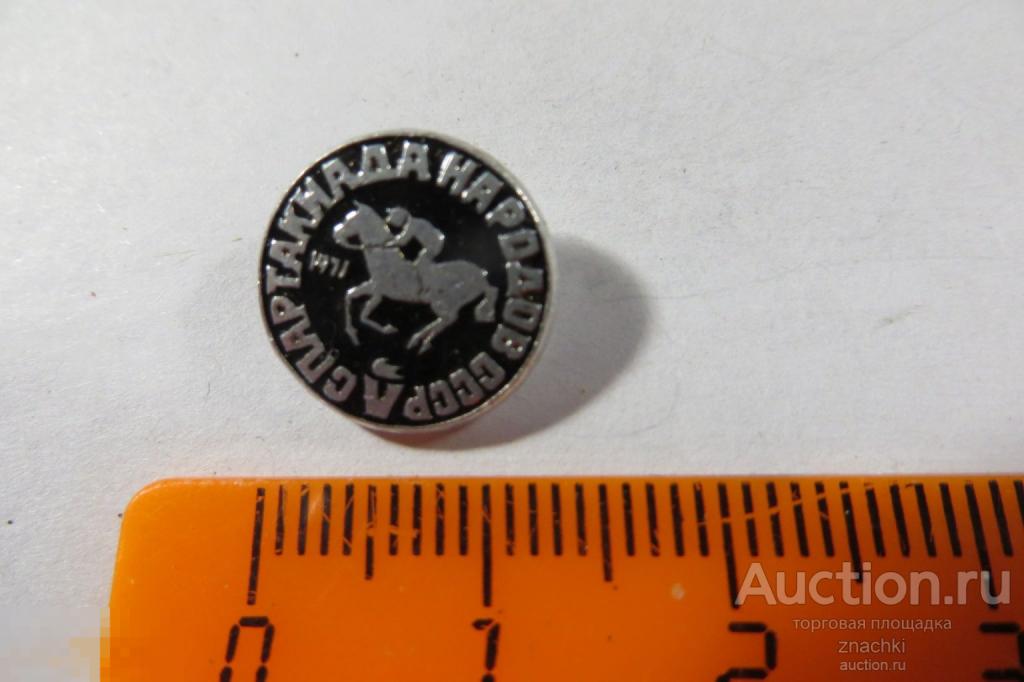 СПАРТАКИАДА НАРОДОВ СССР
1971
0 1 2 3
Auction.ru
торговая площадка
znachki
auction.ru